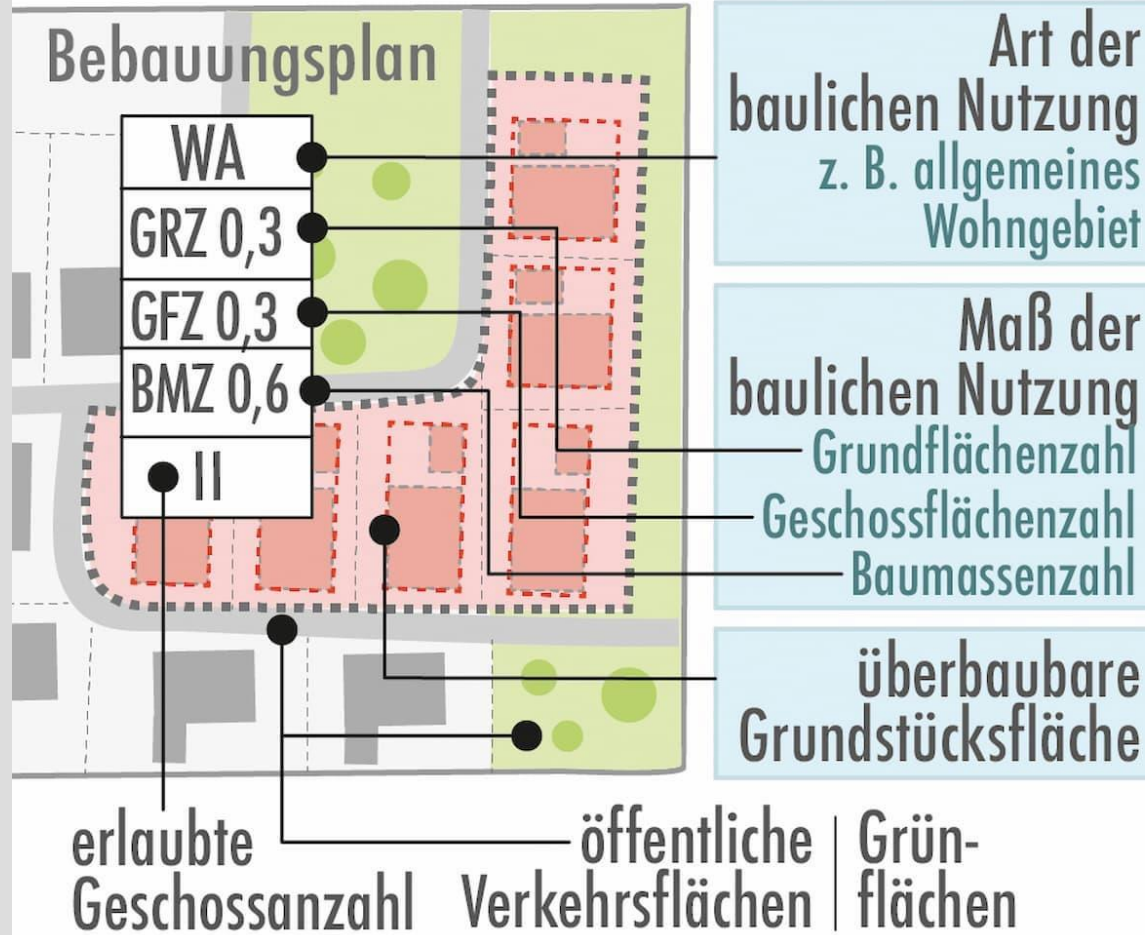 Bebauungsplan
WA
GRZ 0,3
GFZ 0,3
BMZ 0,6
II
Art der
baulichen Nutzung
z. B. allgemeines
Wohngebiet
Maß der
baulichen Nutzung
Grundflächenzahl
Geschossflächenzahl
Baumassenzahl
überbaubare
Grundstücksfläche
erlaubte
Geschossanzahl
öffentliche
Verkehrsflächen
Grün-
flächen